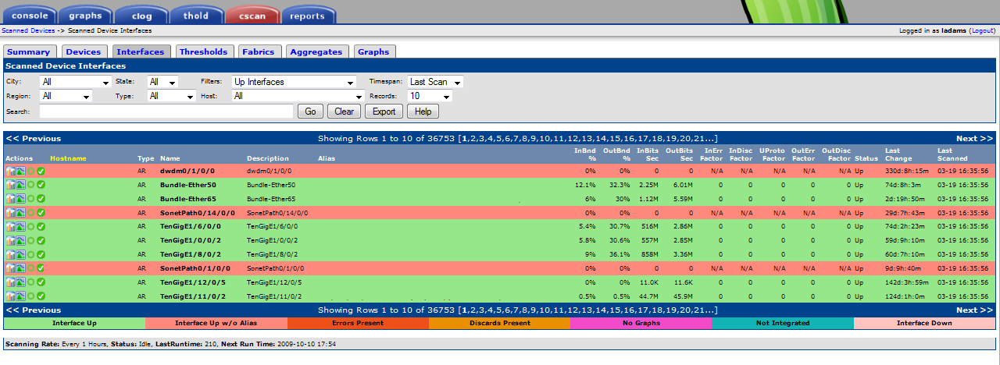 console graphs clog thold cscan reports
Scanned Devices -> Scanned Device Interfaces Logged in as ladams (Logout)
Summary Devices Interfaces Thresholds Fabrics Aggregates Graphs
Scanned Device Interfaces
City: All State: All Filters: Up Interfaces Timespan: Last Scan
Region: All Type: All Host: All Records: 10
Search: Go Clear Export Help
<< Previous Showing Rows 1 to 10 of 36753 [1,2,3,4,5,6,7,8,9,10,11,12,13,14,15,16,17,18,19,20,21...] Next >>
InBnd OutBnd InBits OutBits InErr InDisc UProto OutErr OutDisc Last Last
Actions Hostname Type Name Description Alias % % Sec Sec Factor Factor Factor Factor Factor Status Change Scanned
AR dwdm0/1/0/0 dwdm0/1/0/0 0% 0% 0 0 N/A N/A N/A N/A N/A Up 330d:8h:15m 03-19 16:35:56
AR Bundle-Ether50 Bundle-Ether50 12.1% 32.3% 2.25M 6.01M 0 0 0 0 0 Up 74d:8h:3m 03-19 16:35:56
AR Bundle-Ether65 Bundle-Ether65 6% 30% 1.12M 5.59M 0 0 0 0 0 Up 2d:19h:50m 03-19 16:35:56
AR SonetPath0/14/0/0 SonetPath0/14/0/0 0% 0% 0 0 N/A N/A N/A N/A N/A Up 29d:7h:43m 03-19 16:35:56
AR TenGigE1/6/0/0 TenGigE1/6/0/0 5.4% 30.7% 516M 2.86M 0 0 0 0 0 Up 74d:2h:23m 03-19 16:35:56
AR TenGigE1/0/0/2 TenGigE1/0/0/2 5.8% 30.6% 557M 2.85M 0 0 0 0 0 Up 59d:9h:10m 03-19 16:35:56
AR TenGigE1/8/0/2 TenGigE1/8/0/2 9% 36.1% 858M 3.36M 0 0 0 0 0 Up 60d:7h:10m 03-19 16:35:56
AR SonetPath0/1/0/0 SonetPath0/1/0/0 0% 0% 0 0 N/A N/A N/A N/A N/A Up 9d:9h:40m 03-19 16:35:56
AR TenGigE1/12/0/5 TenGigE1/12/0/5 0% 0% 11.0K 11.6K 0 0 0 0 0 Up 142d:3h:59m 03-19 16:35:56
AR TenGigE1/11/0/2 TenGigE1/11/0/2 0.5% 0.5% 44.7M 45.9M 0 0 0 0 0 Up 124d:1h:0m 03-19 16:35:56
<< Previous Showing Rows 1 to 10 of 36753 [1,2,3,4,5,6,7,8,9,10,11,12,13,14,15,16,17,18,19,20,21...] Next >>
Interface Up Interface Up w/o Alias Errors Present Discards Present No Graphs Not Integrated Interface Down
Scanning Rate: Every 1 Hours, Status: Idle, LastRuntime: 210, Next Run Time: 2009-10-10 17:54